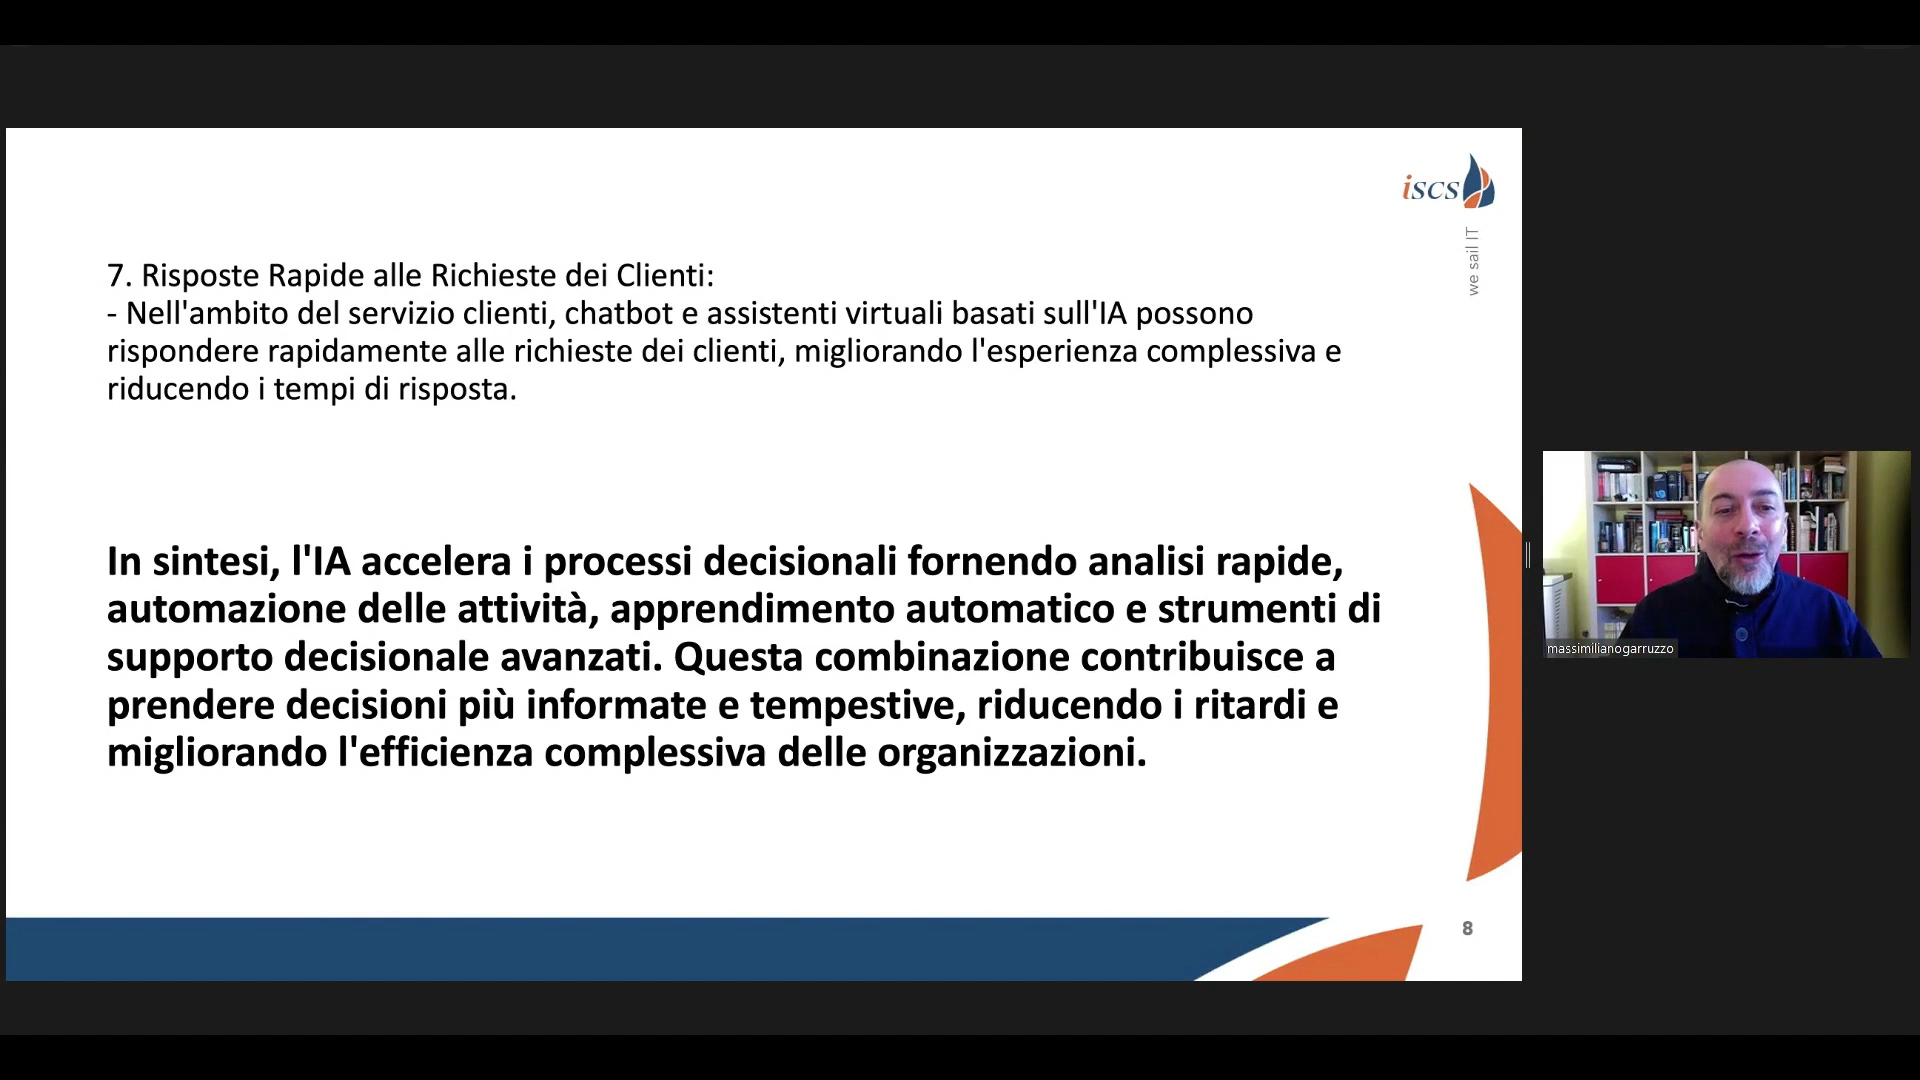 iscs
we sail IT
7. Risposte Rapide alle Richieste dei Clienti:
- Nell'ambito del servizio clienti, chatbot e assistenti virtuali basati sull'IA possono
rispondere rapidamente alle richieste dei clienti, migliorando l'esperienza complessiva e
riducendo i tempi di risposta.
In sintesi, l'IA accelera i processi decisionali fornendo analisi rapide,
automazione delle attività, apprendimento automatico e strumenti di
supporto decisionale avanzati. Questa combinazione contribuisce a
prendere decisioni più informate e tempestive, riducendo i ritardi e
migliorando l'efficienza complessiva delle organizzazioni.
8
massimilianogarruzzo